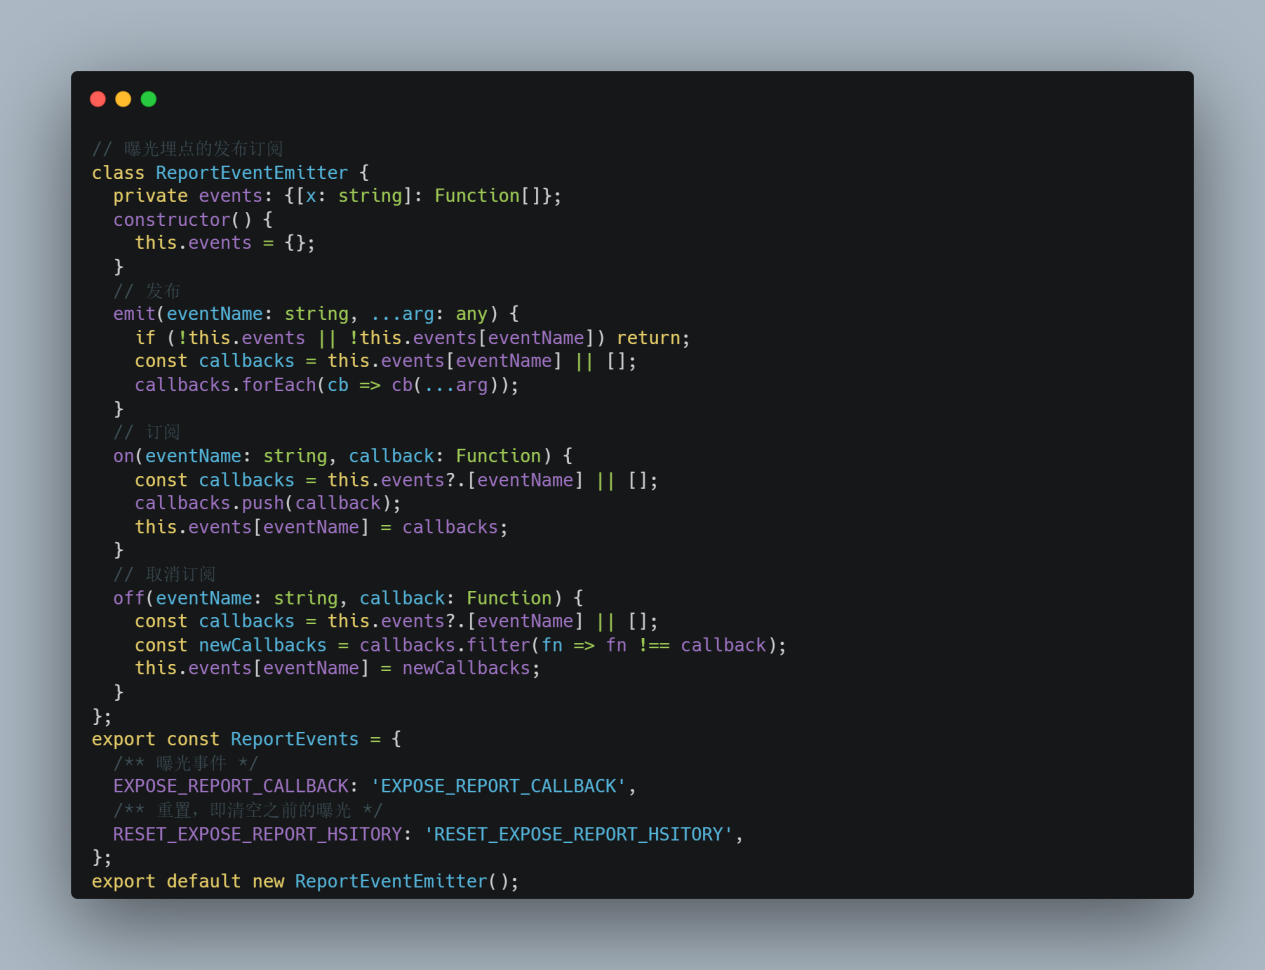 // 曝光埋点的发布订阅
class ReportEventEmitter {
  private events: {[x: string]: Function[]};
  constructor() {
    this.events = {};
  }
  // 发布
  emit(eventName: string, ...arg: any) {
    if (!this.events || !this.events[eventName]) return;
    const callbacks = this.events[eventName] || [];
    callbacks.forEach(cb => cb(...arg));
  }
  // 订阅
  on(eventName: string, callback: Function) {
    const callbacks = this.events?.[eventName] || [];
    callbacks.push(callback);
    this.events[eventName] = callbacks;
  }
  // 取消订阅
  off(eventName: string, callback: Function) {
    const callbacks = this.events?.[eventName] || [];
    const newCallbacks = callbacks.filter(fn => fn !== callback);
    this.events[eventName] = newCallbacks;
  }
};
export const ReportEvents = {
  /** 曝光事件 */
  EXPOSE_REPORT_CALLBACK: 'EXPOSE_REPORT_CALLBACK',
  /** 重置，即清空之前的曝光 */
  RESET_EXPOSE_REPORT_HSITORY: 'RESET_EXPOSE_REPORT_HSITORY',
};
export default new ReportEventEmitter();